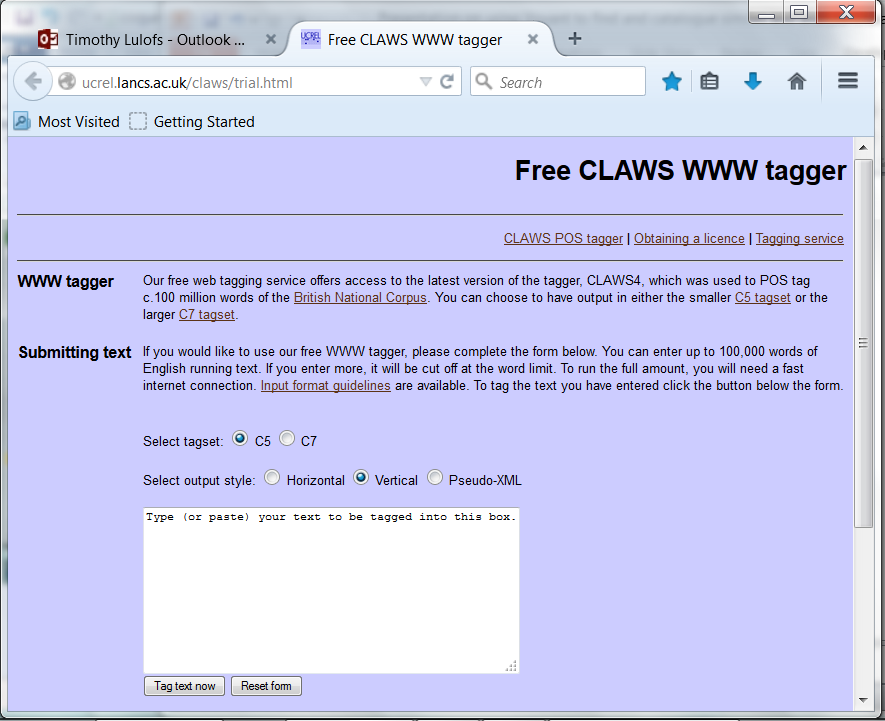 Timothy Lulofs - Outlook ...
Free CLAWS WWW tagger
ucrel.lancs.ac.uk/claws/trial.html
Search
Most Visited
Getting Started
Free CLAWS WWW tagger
CLAWS POS tagger | Obtaining a licence | Tagging service
WWW tagger
Our free web tagging service offers access to the latest version of the tagger, CLAWS4, which was used to POS tag
c.100 million words of the British National Corpus. You can choose to have output in either the smaller C5 tagset or the
larger C7 tagset.
Submitting text
If you would like to use our free WWW tagger, please complete the form below. You can enter up to 100,000 words of
English running text. If you enter more, it will be cut off at the word limit. To run the full amount, you will need a fast
internet connection. Input format guidelines are available. To tag the text you have entered click the button below the form.
Select tagset: C5 C7
Select output style: Horizontal Vertical Pseudo-XML
Type (or paste) your text to be tagged into this box.
Tag text now
Reset form